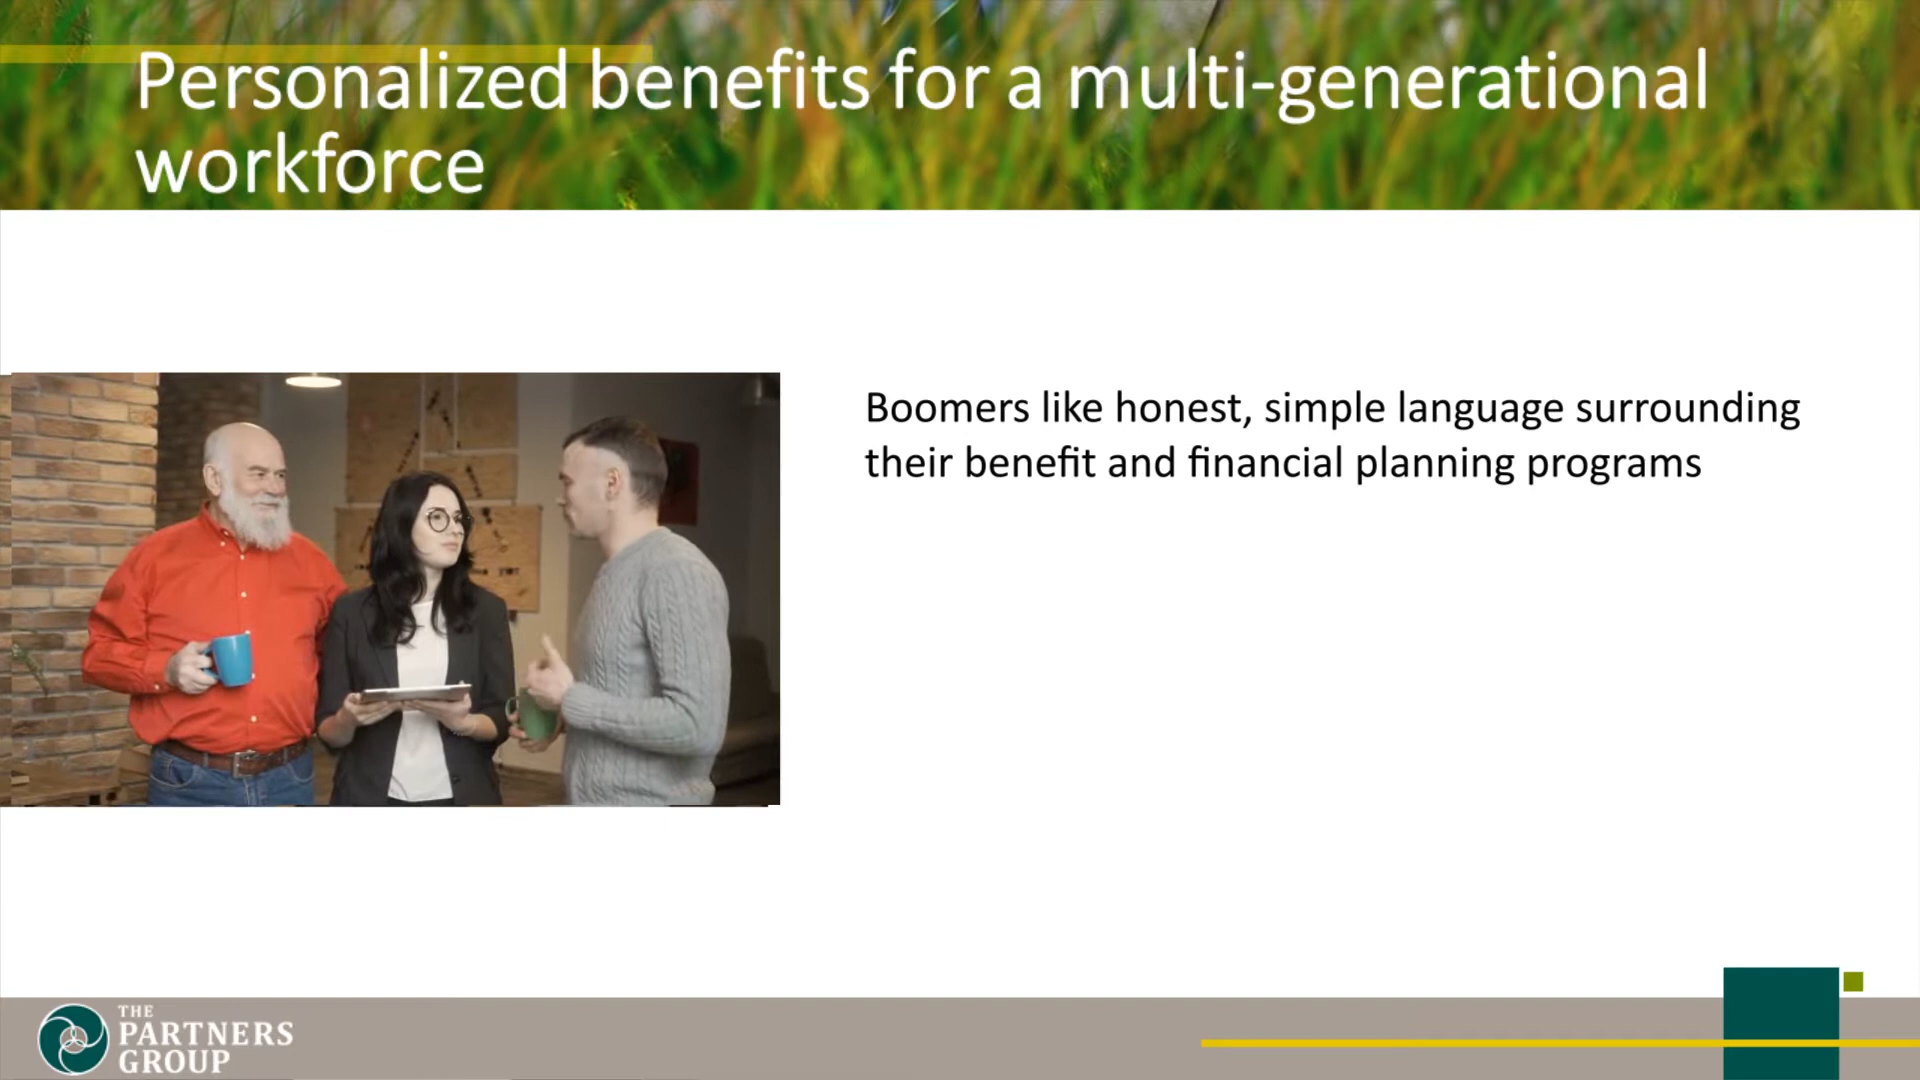 Personalized benefits for a multi-generational
workforce
Boomers like honest, simple language surrounding
their benefit and financial planning programs
THE
PARTNERS
GROUP